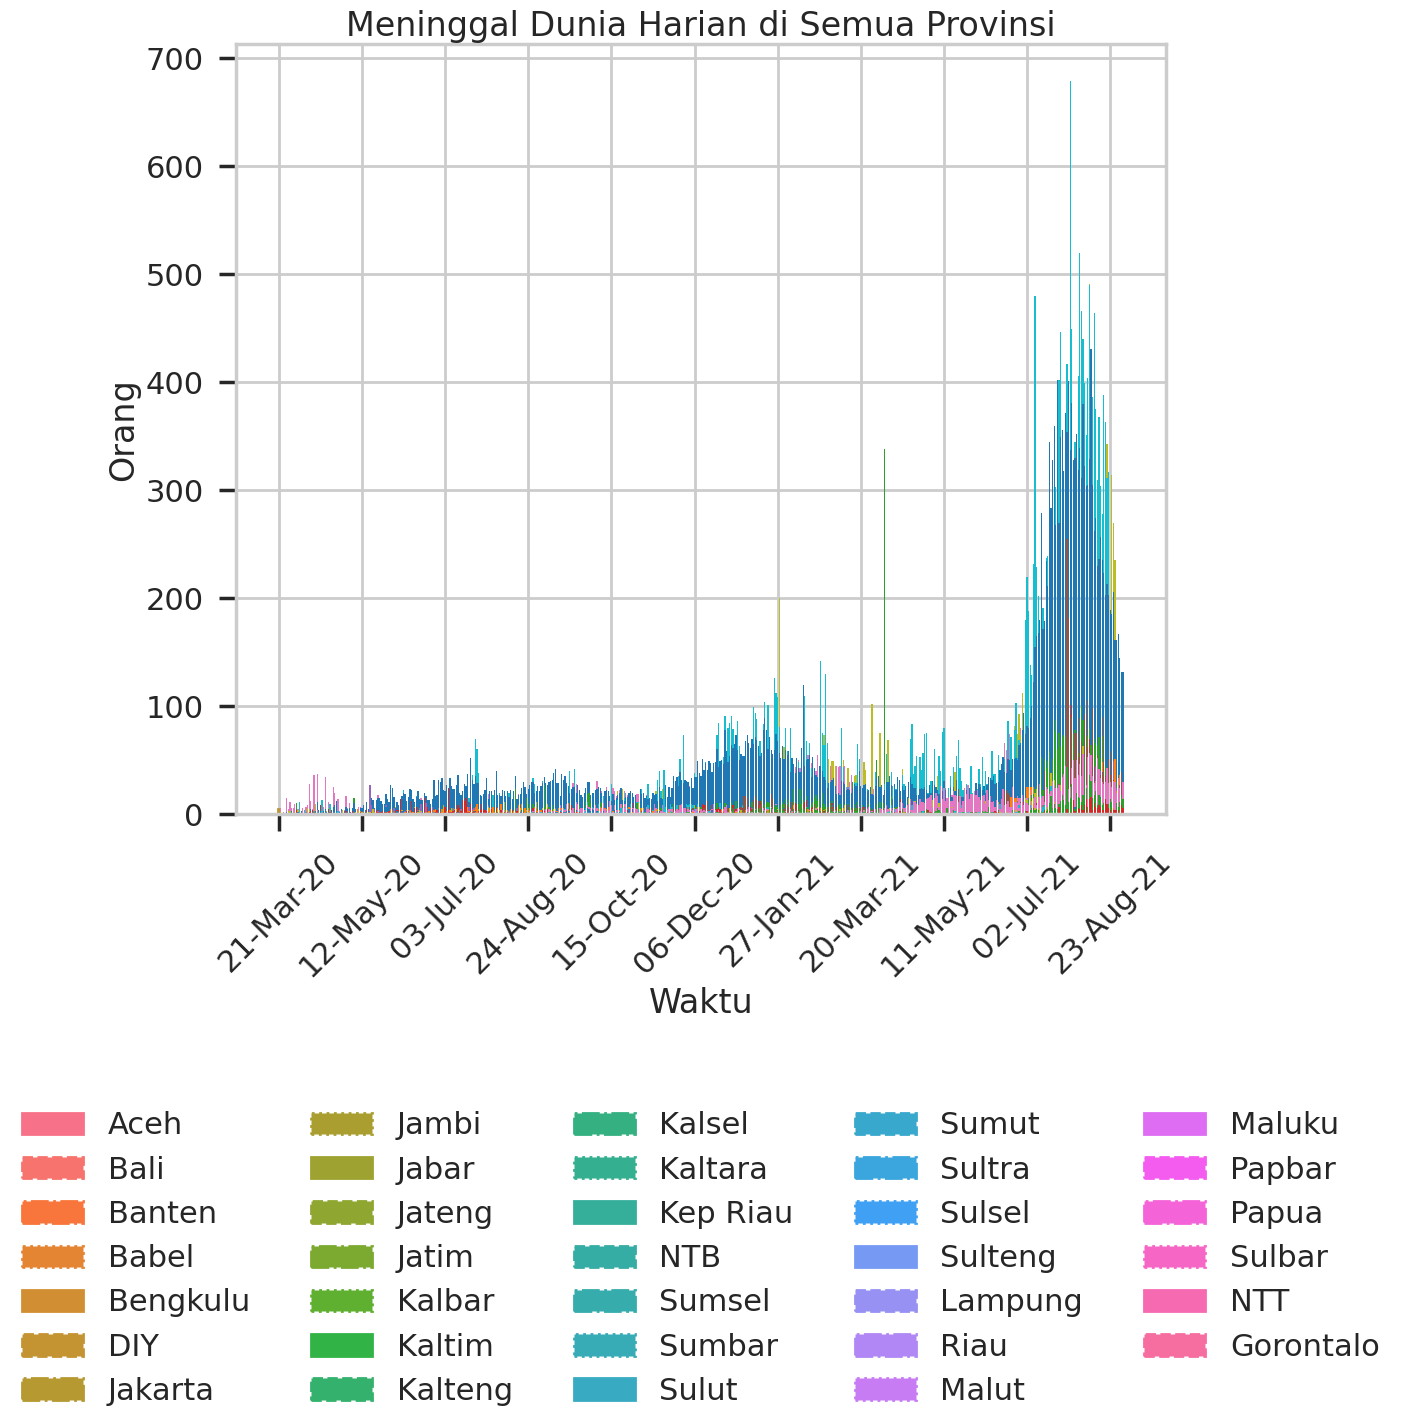 Meninggal Dunia Harian di Semua Provinsi
700
600
500
400
300
200
100
0
Orang
21-Mar-20
12-May-20
03-Jul-20
24-Aug-20
15-Oct-20
06-Dec-20
27-Jan-21
20-Mar-21
11-May-21
02-Jul-21
23-Aug-21
Waktu
Aceh
Bali
Banten
Babel
Bengkulu
DIY
Jakarta
Jambi
Jabar
Jateng
Jatim
Kalbar
Kaltim
Kalteng
Kalsel
Kaltara
Kep Riau
NTB
Sumsel
Sumbar
Sulut
Sumut
Sultra
Sulsel
Sulteng
Lampung
Riau
Malut
Maluku
Papbar
Papua
Sulbar
NTT
Gorontalo